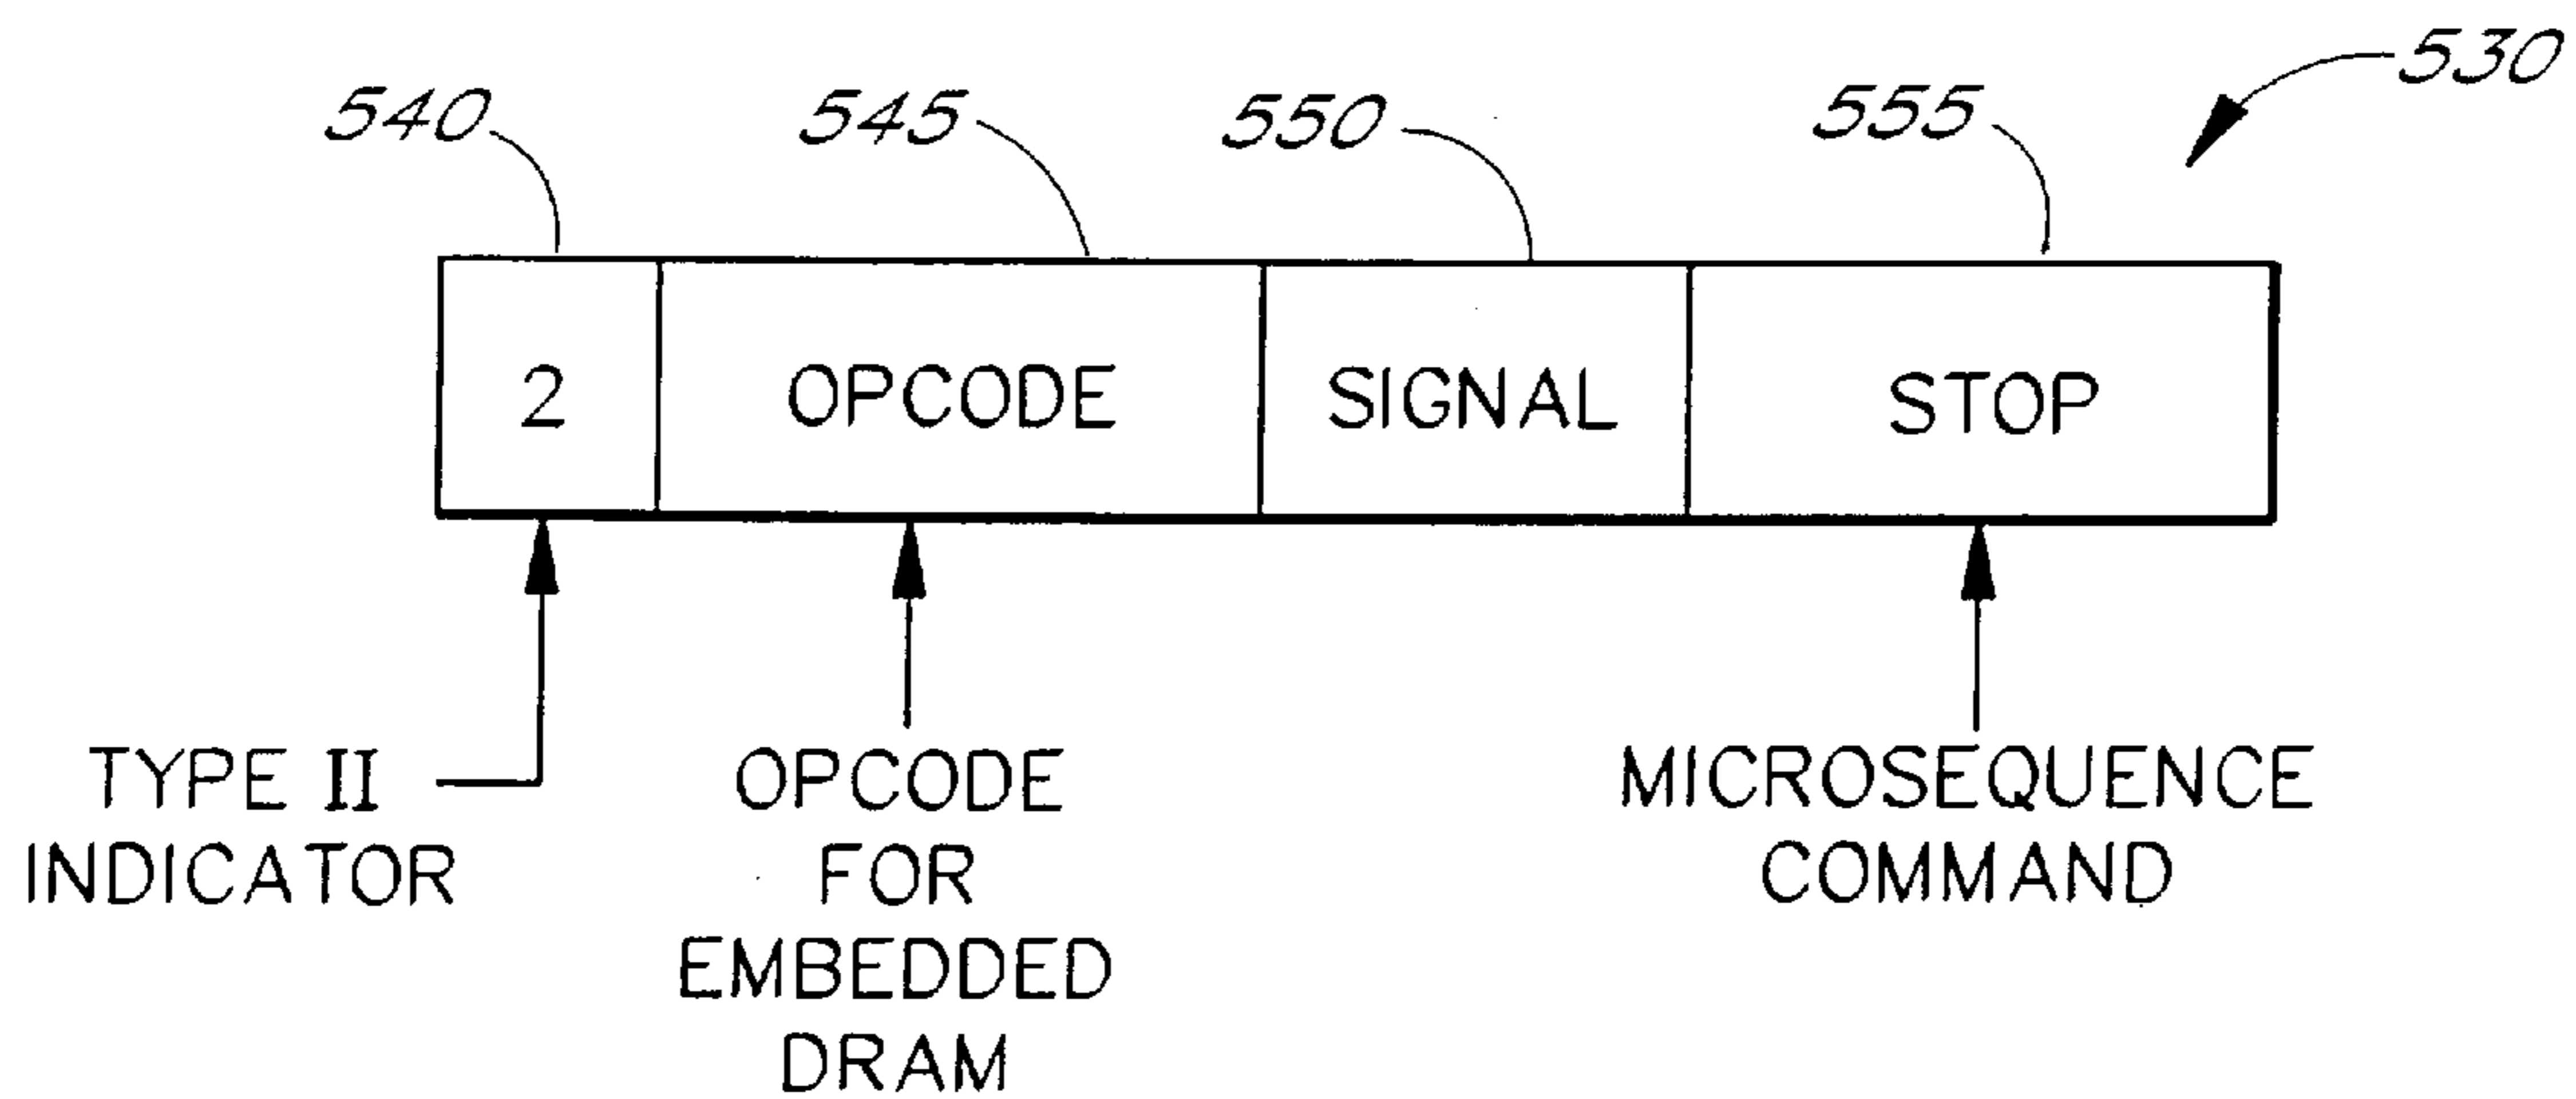 530
540
545
550
555
2
OPCODE
SIGNAL
STOP
TYPE II
INDICATOR
OPCODE
FOR
EMBEDDED
DRAM
MICROSEQUENCE
COMMAND